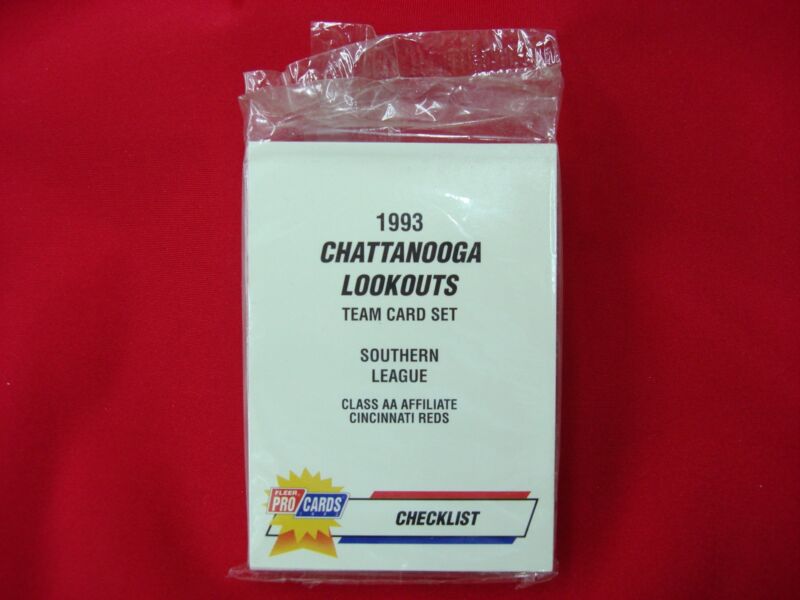 1993
CHATTANOOGA
LOOKOUTS
TEAM CARD SET
SOUTHERN
LEAGUE
CLASS AA AFFILIATE
CINCINNATI REDS
FLEER
PRO CARDS
CHECKLIST